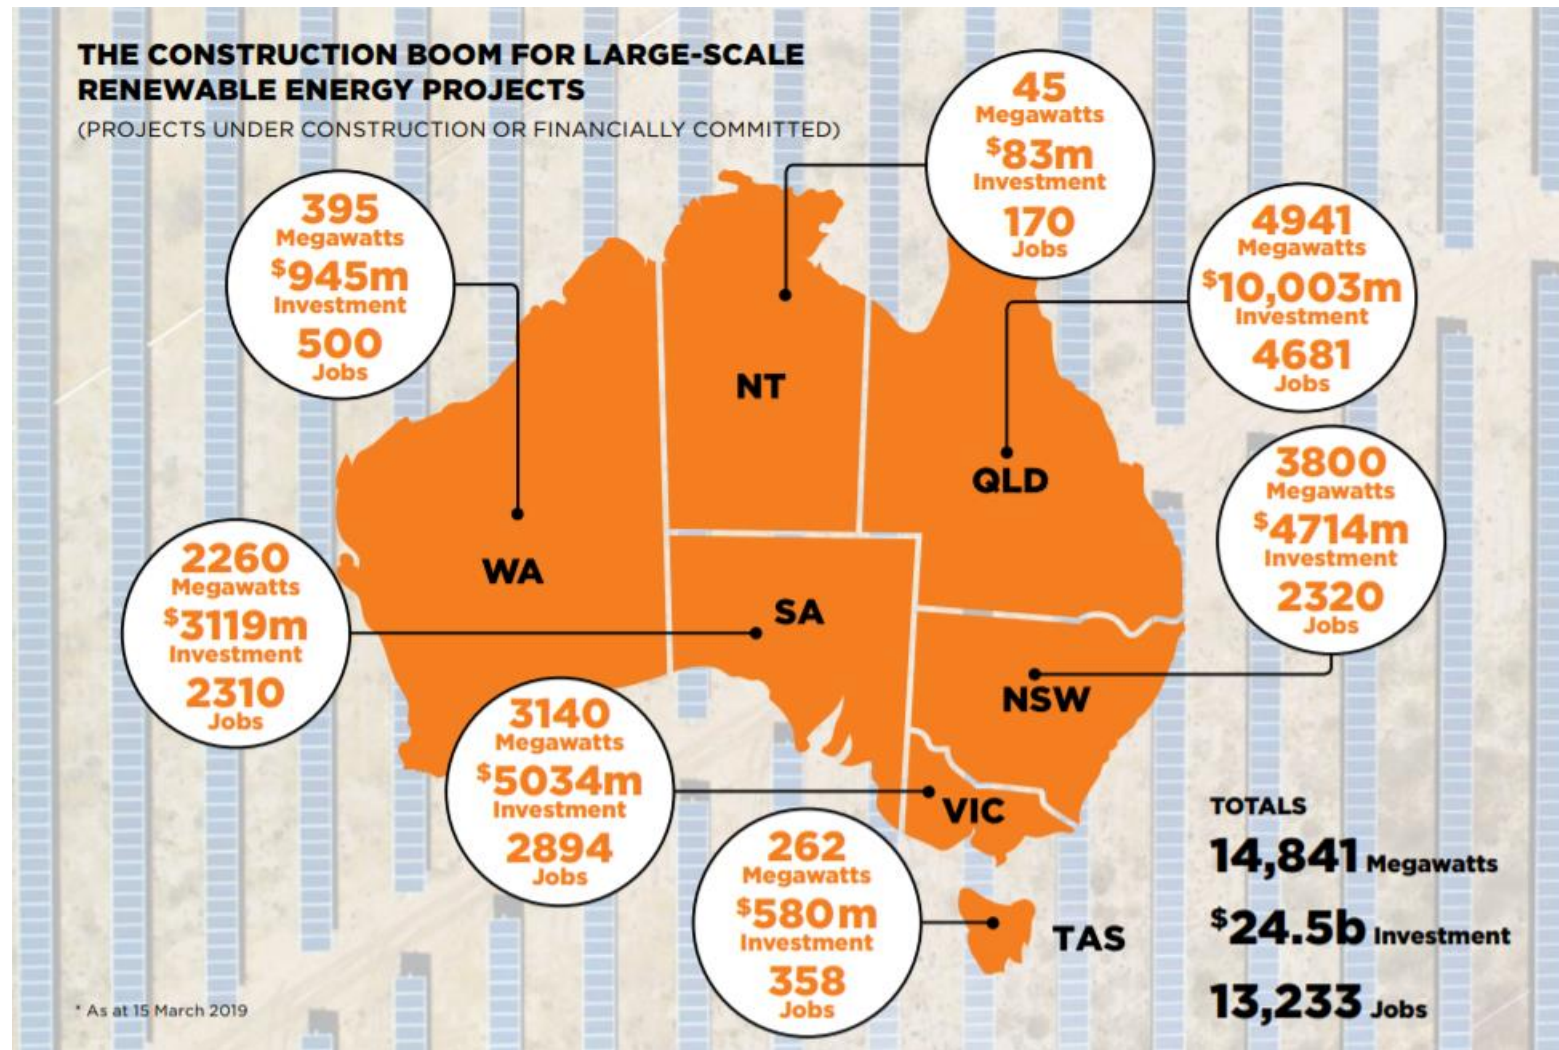 THE CONSTRUCTION BOOM FOR LARGE-SCALE
RENEWABLE ENERGY PROJECTS
(PROJECTS UNDER CONSTRUCTION OR FINANCIALLY COMMITTED)
45
Megawatts
$83m
Investment
170
Jobs
395
Megawatts
$945m
Investment
500
Jobs
4941
Megawatts
$10,003m
Investment
4681
Jobs
NT
QLD
3800
Megawatts
$4714m
Investment
2320
Jobs
WA
2260
Megawatts
$3119m
Investment
2310
Jobs
SA
NSW
3140
Megawatts
$5034m
Investment
2894
Jobs
VIC
262
Megawatts
$580m
Investment
358
Jobs
TAS
TOTALS
14,841 Megawatts
$24.5b Investment
13,233 Jobs
* As at 15 March 2019